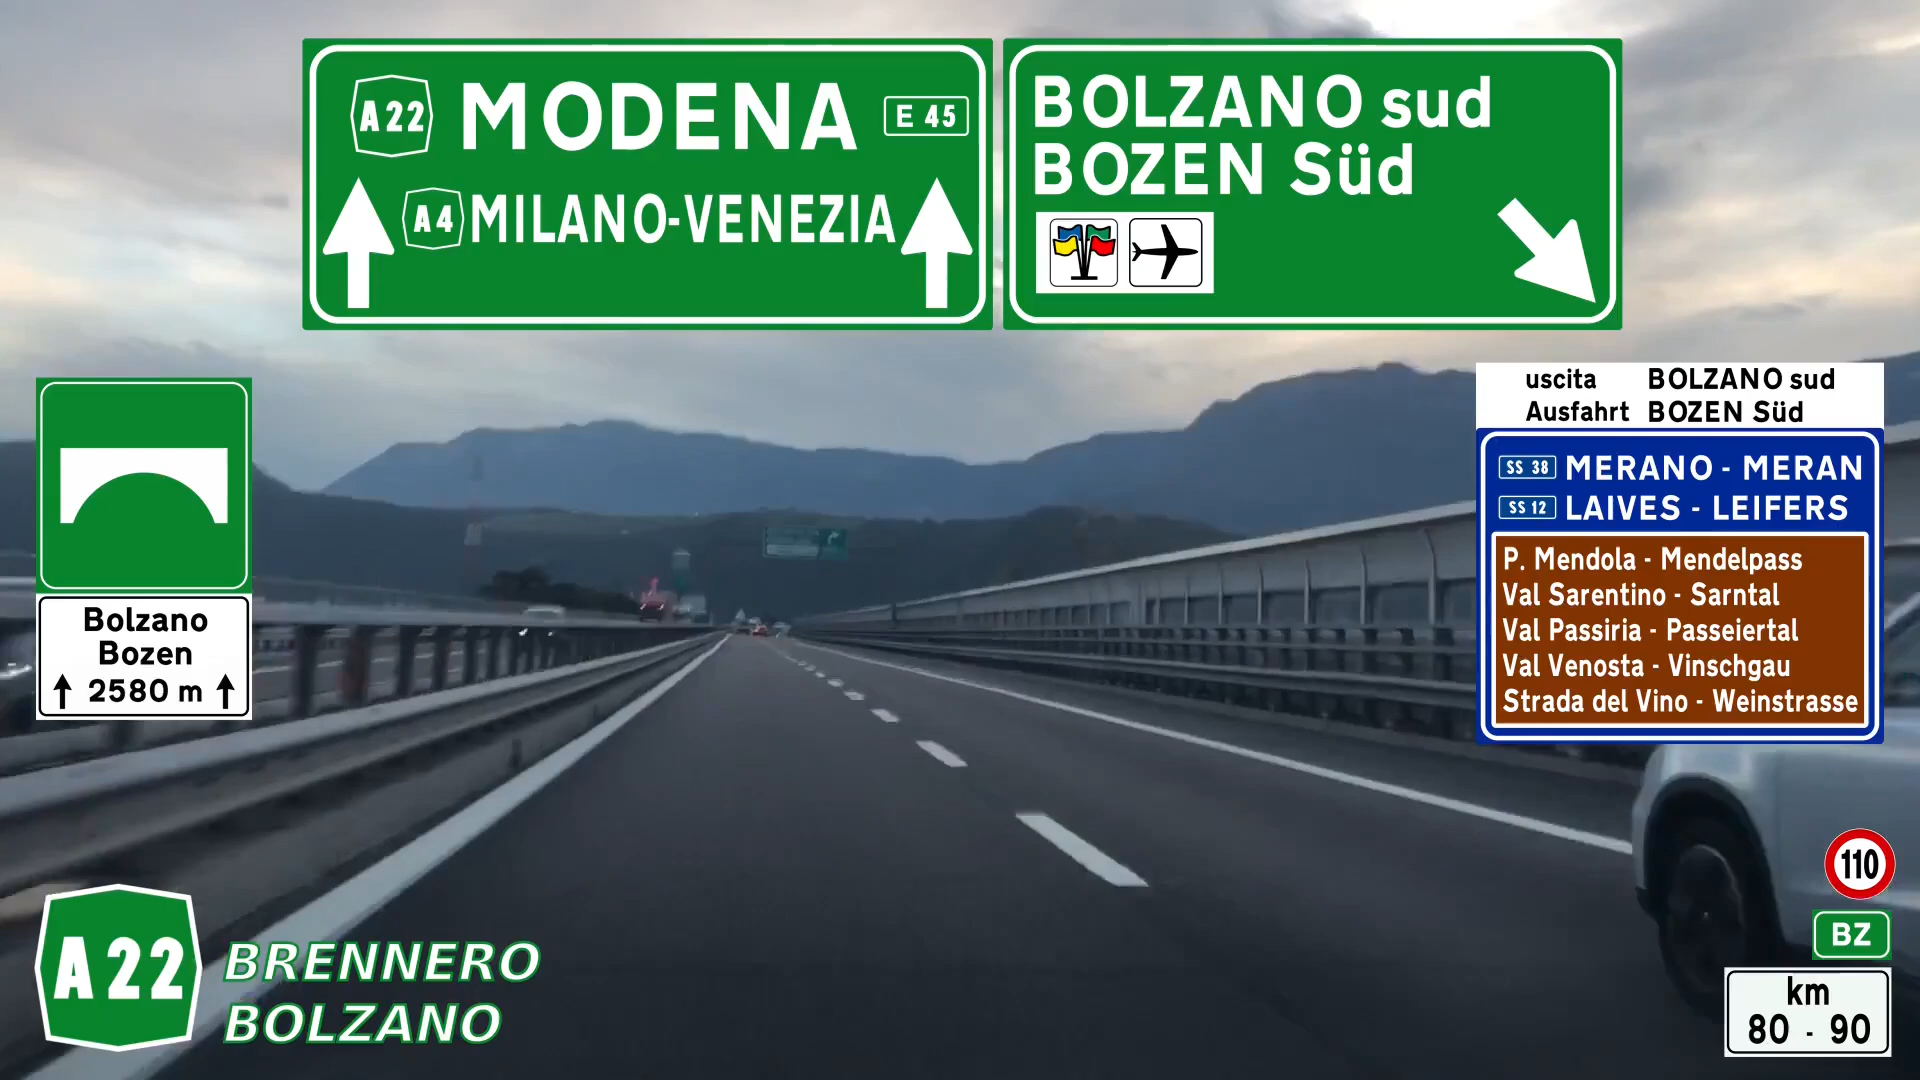 A22 MODENA E 45
A4 MILANO-VENEZIA
BOLZANO sud
BOZEN Süd
Bolzano
Bozen
2580 m
uscita BOLZANO sud
Ausfahrt BOZEN Süd
SS 38 MERANO - MERAN
SS 12 LAIVES - LEIFERS
P. Mendola - Mendelpass
Val Sarentino - Sarntal
Val Passiria - Passeiertal
Val Venosta - Vinschgau
Strada del Vino - Weinstrasse
110
BZ
km
80 - 90
A22
BRENNERO
BOLZANO